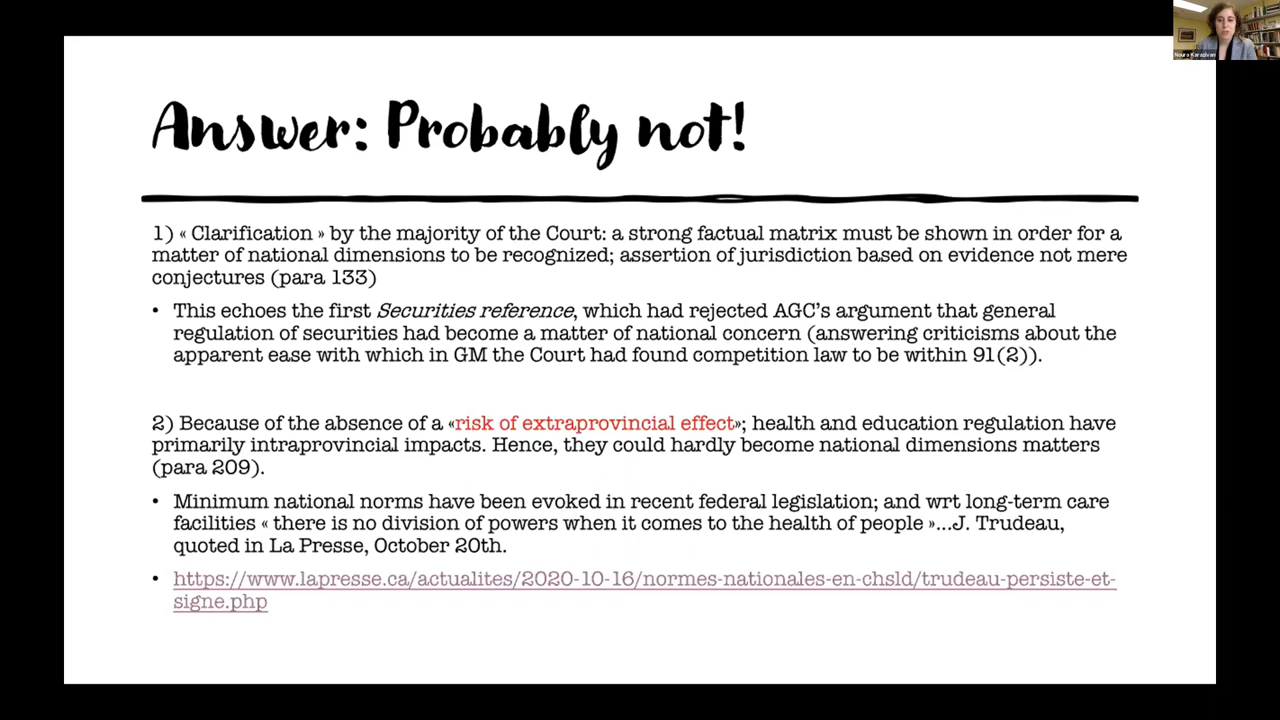 Noura Karazivan
Answer: Probably not!
1) « Clarification » by the majority of the Court: a strong factual matrix must be shown in order for a
matter of national dimensions to be recognized; assertion of jurisdiction based on evidence not mere
conjectures (para 133)
• This echoes the first Securities reference, which had rejected AGC’s argument that general
regulation of securities had become a matter of national concern (answering criticisms about the
apparent ease with which in GM the Court had found competition law to be within 91(2)).
2) Because of the absence of a «risk of extraprovincial effect»; health and education regulation have
primarily intraprovincial impacts. Hence, they could hardly become national dimensions matters
(para 209).
• Minimum national norms have been evoked in recent federal legislation; and wrt long-term care
facilities « there is no division of powers when it comes to the health of people »...J. Trudeau,
quoted in La Presse, October 20th.
• https://www.lapresse.ca/actualites/2020-10-16/normes-nationales-en-chsld/trudeau-persiste-et-
signe.php